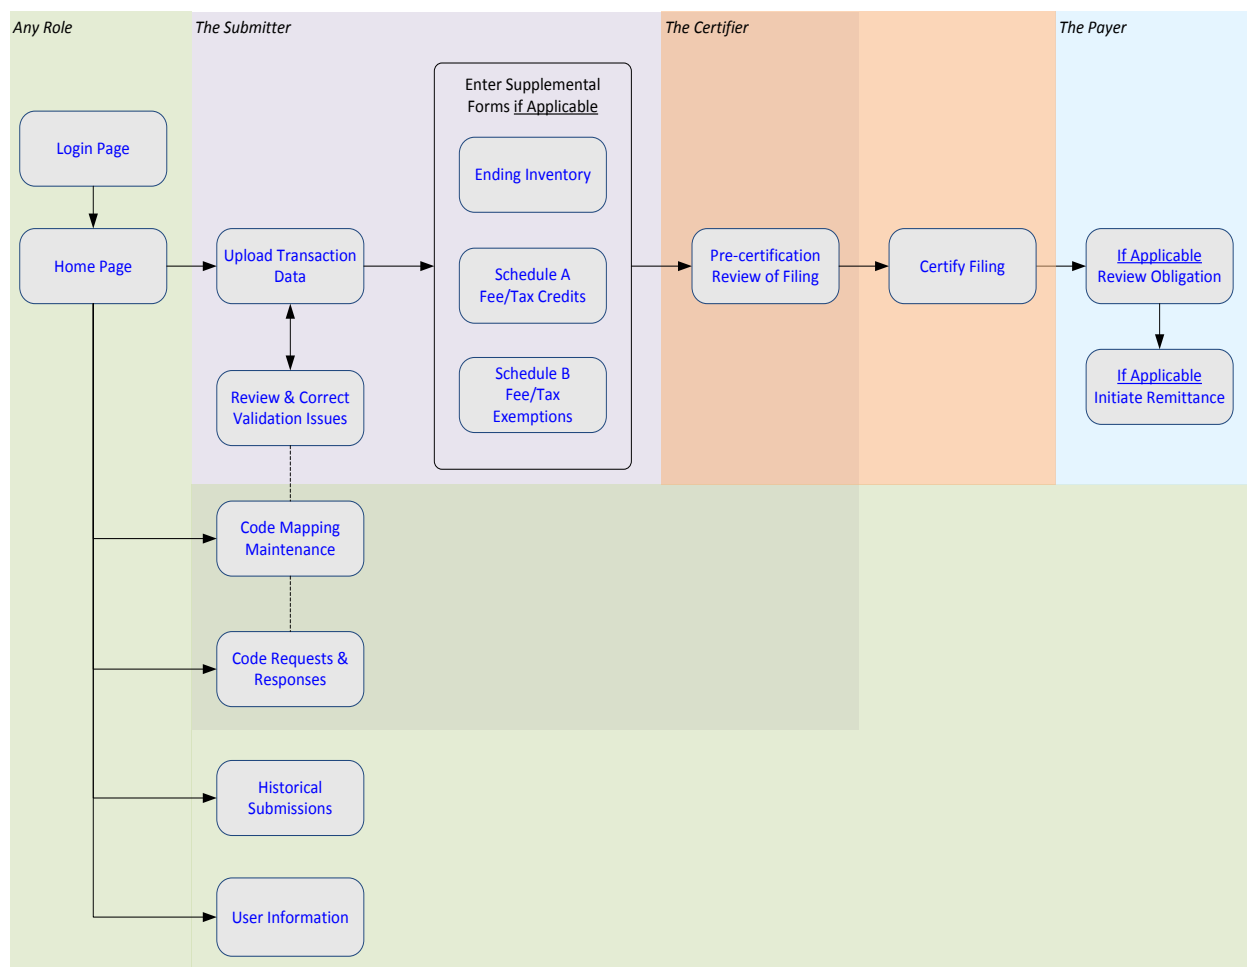 Any Role
The Submitter
The Certifier
The Payer
Login Page
Home Page
Upload Transaction
Data
Review & Correct
Validation Issues
Enter Supplemental
Forms if Applicable
Ending Inventory
Schedule A
Fee/Tax Credits
Schedule B
Fee/Tax
Exemptions
Pre-certification
Review of Filing
Certify Filing
If Applicable
Review Obligation
If Applicable
Initiate Remittance
Code Mapping
Maintenance
Code Requests &
Responses
Historical
Submissions
User Information